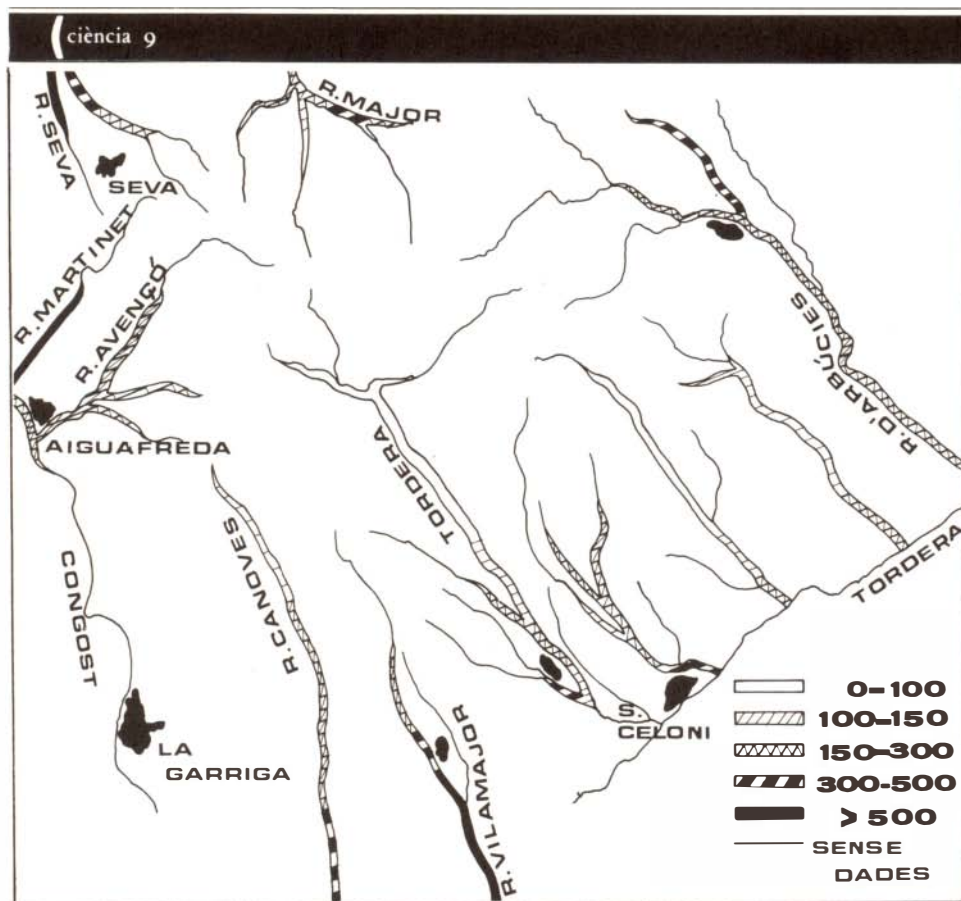 ciència 9
R. MAJOR
R. SEVA
SEVA
R. MARTINET
R. AVENÇÓ
R. D'ARBÚCIES
AIGUAFREDA
TORDERA
CONGOST
R. CANOVES
TORDERA
R. VILAMAJOR
S.
CELONI
LA
GARRIGA
0-100
100-150
150-300
300-500
> 500
SENSE
DADES